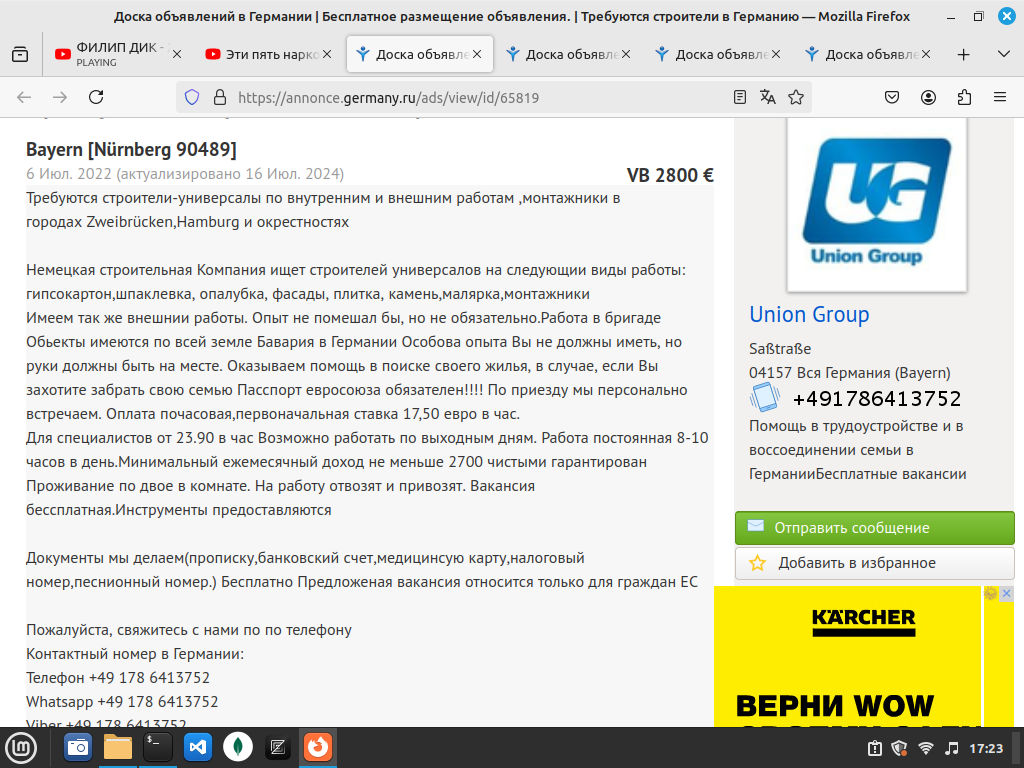 Доска объявлений в Германии | Бесплатное размещение объявления. | Требуются строители в Германию — Mozilla Firefox
ФИЛИП ДИК -
PLAYING
Эти пять нарко
Доска объявле
Доска объявле
Доска объявле
Доска объявле
https://annonce.germany.ru/ads/view/id/65819
Bayern [Nürnberg 90489]
6 Июл. 2022 (актуализировано 16 Июл. 2024)
VB 2800 €
Требуются строители-универсалы по внутренним и внешним работам ,монтажники в
городах Zweibrücken,Hamburg и окрестностях
Немецкая строительная Компания ищет строителей универсалов на следующии виды работы:
гипсокартон,шпаклевка, опалубка, фасады, плитка, камень,малярка,монтажники
Имеем так же внешнии работы. Опыт не помешал бы, но не обязательно.Работа в бригаде
Обьекты имеются по всей земле Бавария в Германии Особова опыта Вы не должны иметь, но
руки должны быть на месте. Оказываем помощь в поиске своего жилья, в случае, если Вы
захотите забрать свою семью Пасспорт евросоюза обязателен!!!! По приезду мы персонально
встречаем. Оплата почасовая,первоначальная ставка 17,50 евро в час.
Для специалистов от 23.90 в час Возможно работать по выходным дням. Работа постоянная 8-10
часов в день.Минимальный ежемесячный доход не меньше 2700 чистыми гарантирован
Проживание по двое в комнате. На работу отвозят и привозят. Вакансия
бессплатная.Инструменты предоставляются
Документы мы делаем(прописку,банковский счет,медицинсую карту,налоговый
номер,песнионный номер.) Бесплатно Предложеная вакансия относится только для граждан ЕС
Пожалуйста, свяжитесь с нами по по телефону
Контактный номер в Германии:
Телефон +49 178 6413752
Whatsapp +49 178 6413752
Viber +49 178 6413752
UG
Union Group
Union Group
Saßtraße
04157 Вся Германия (Bayern)
+491786413752
Помощь в трудоустройстве и в
воссоединении семьи в
ГерманииБесплатные вакансии
Отправить сообщение
Добавить в избранное
KÄRCHER
ВЕРНИ WOW
17:23